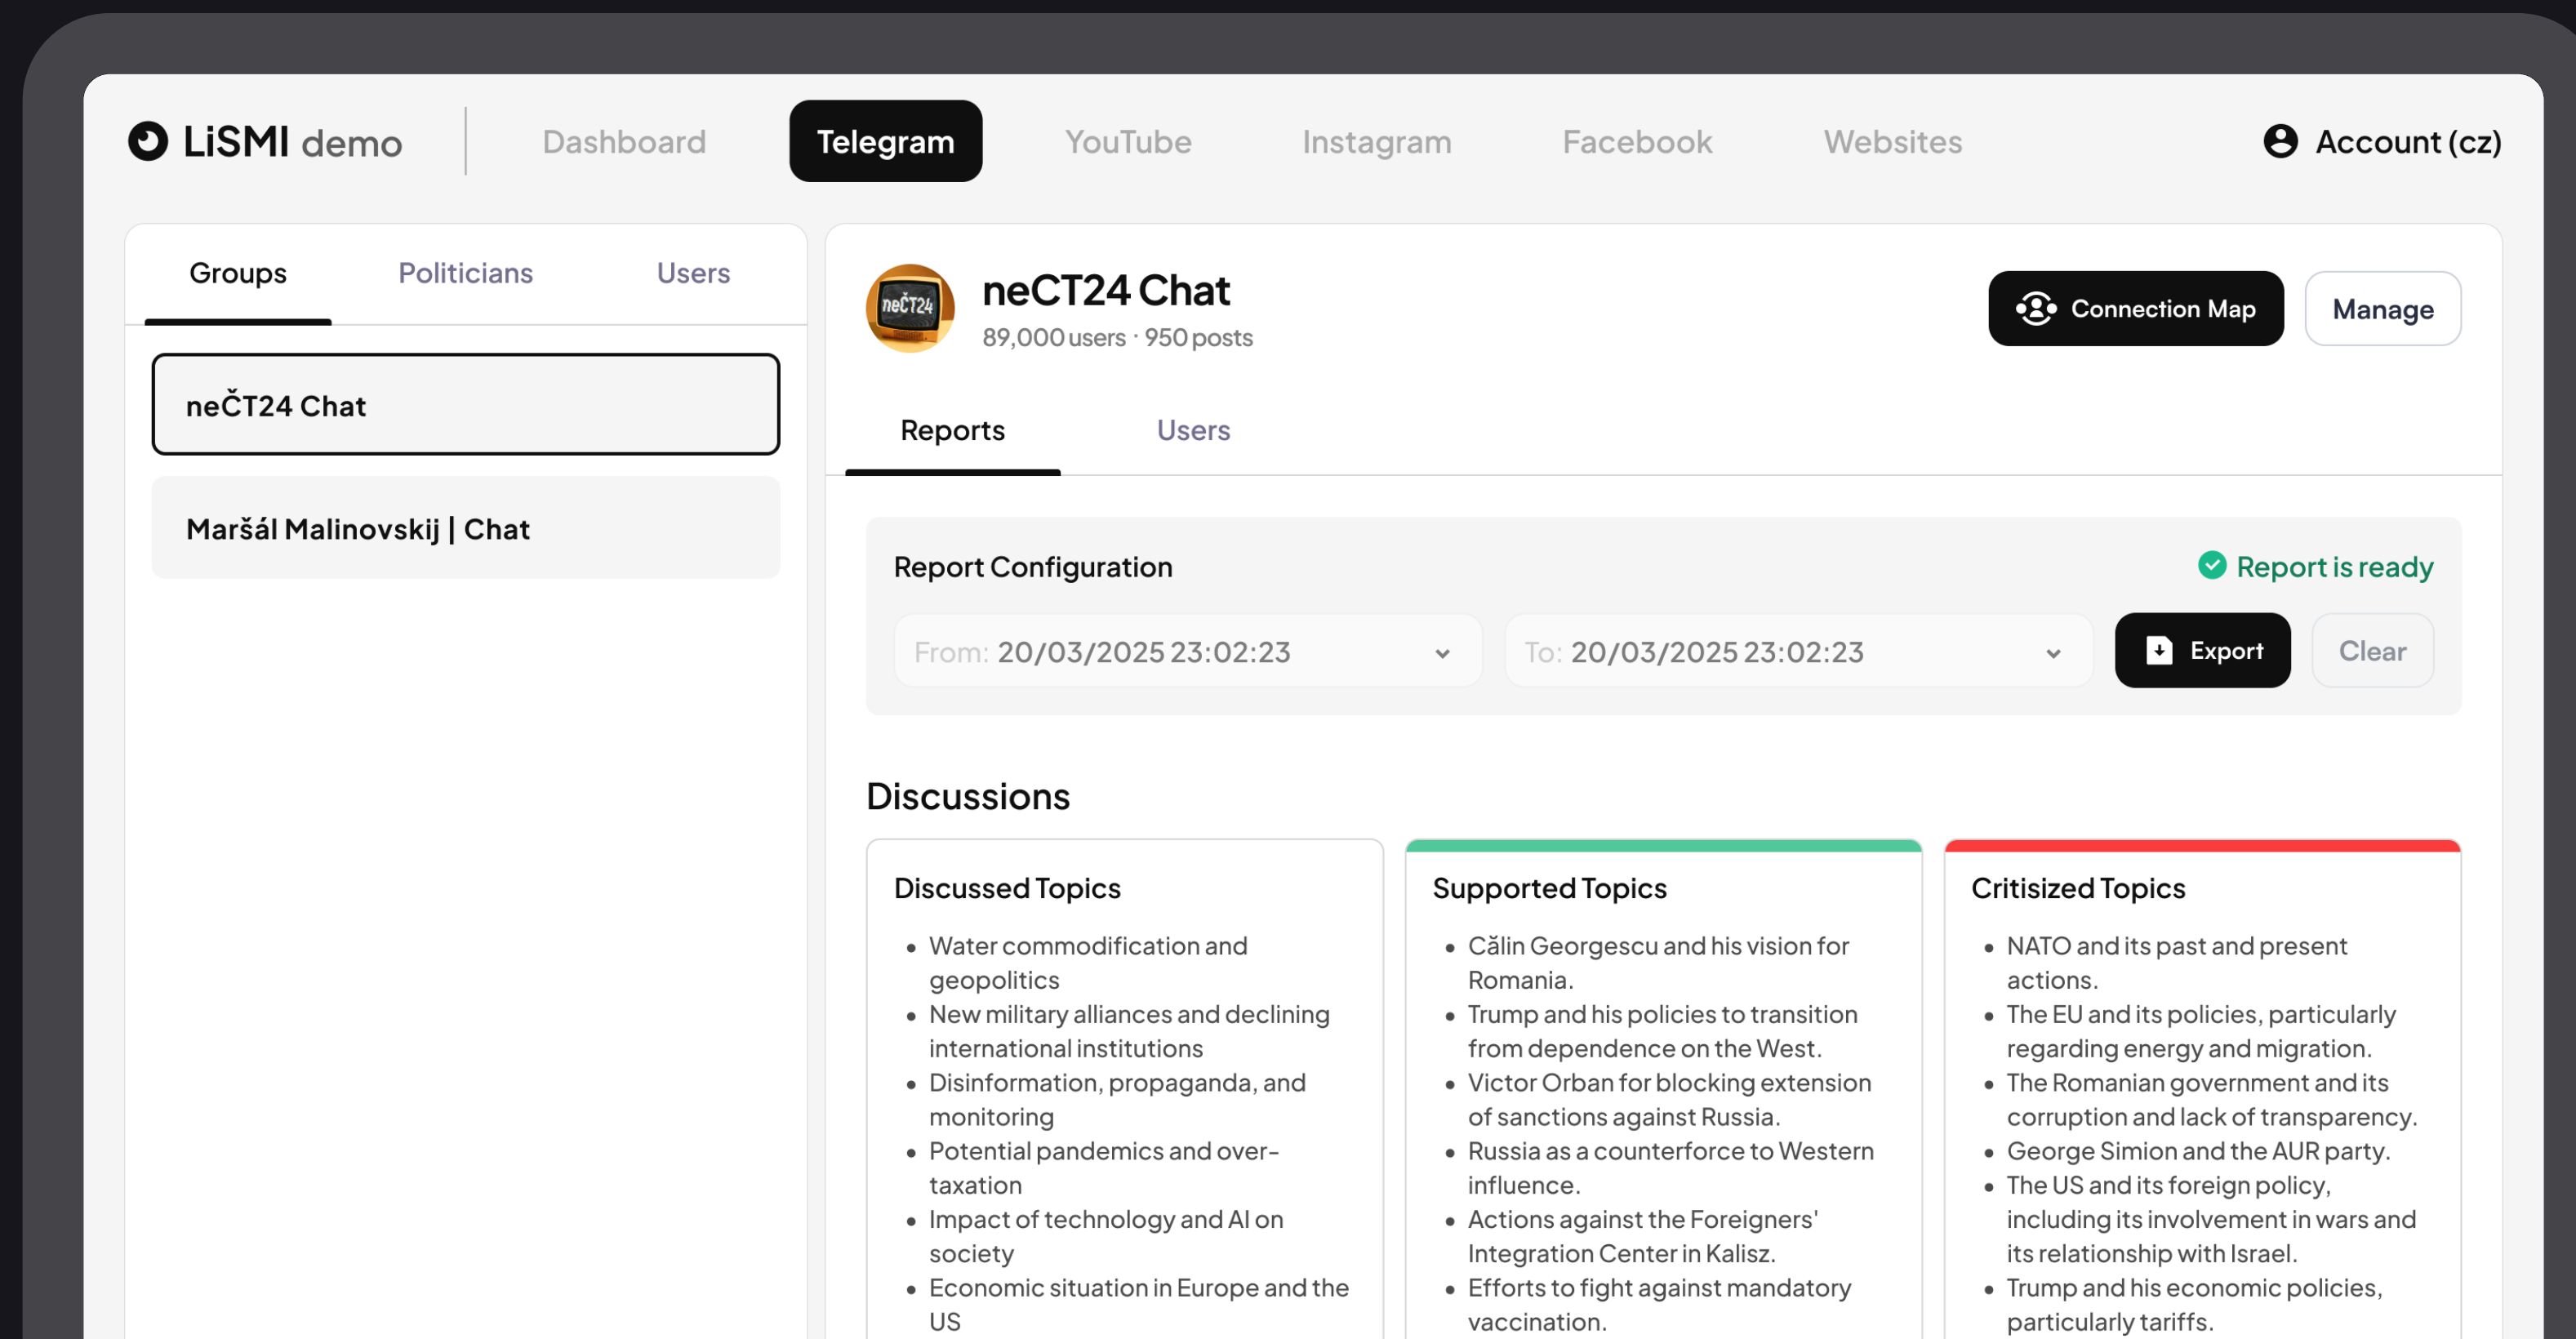 LiSMI demo
Dashboard
Telegram
YouTube
Instagram
Facebook
Websites
Account (cz)
Groups
Politicians
Users
neČT24 Chat
Maršál Malinovskij | Chat
neČT24
neCT24 Chat
89,000 users · 950 posts
Connection Map
Manage
Reports
Users
Report Configuration
Report is ready
From: 20/03/2025 23:02:23
To: 20/03/2025 23:02:23
Export
Clear
Discussions
Discussed Topics
• Water commodification and
geopolitics
• New military alliances and declining
international institutions
• Disinformation, propaganda, and
monitoring
• Potential pandemics and over-
taxation
• Impact of technology and AI on
society
• Economic situation in Europe and the
US
Supported Topics
• Călin Georgescu and his vision for
Romania.
• Trump and his policies to transition
from dependence on the West.
• Victor Orban for blocking extension
of sanctions against Russia.
• Russia as a counterforce to Western
influence.
• Actions against the Foreigners'
Integration Center in Kalisz.
• Efforts to fight against mandatory
vaccination.
Critisized Topics
• NATO and its past and present
actions.
• The EU and its policies, particularly
regarding energy and migration.
• The Romanian government and its
corruption and lack of transparency.
• George Simion and the AUR party.
• The US and its foreign policy,
including its involvement in wars and
its relationship with Israel.
• Trump and his economic policies,
particularly tariffs.